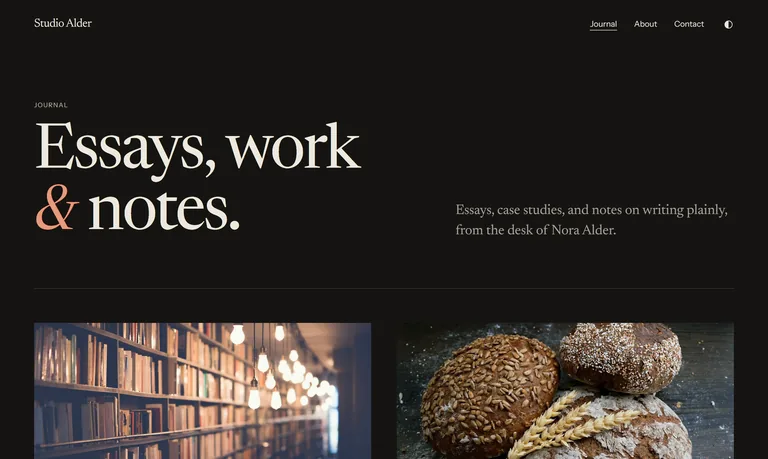 Studio Alder
Journal About Contact
JOURNAL
Essays, work
& notes.
Essays, case studies, and notes on writing plainly,
from the desk of Nora Alder.